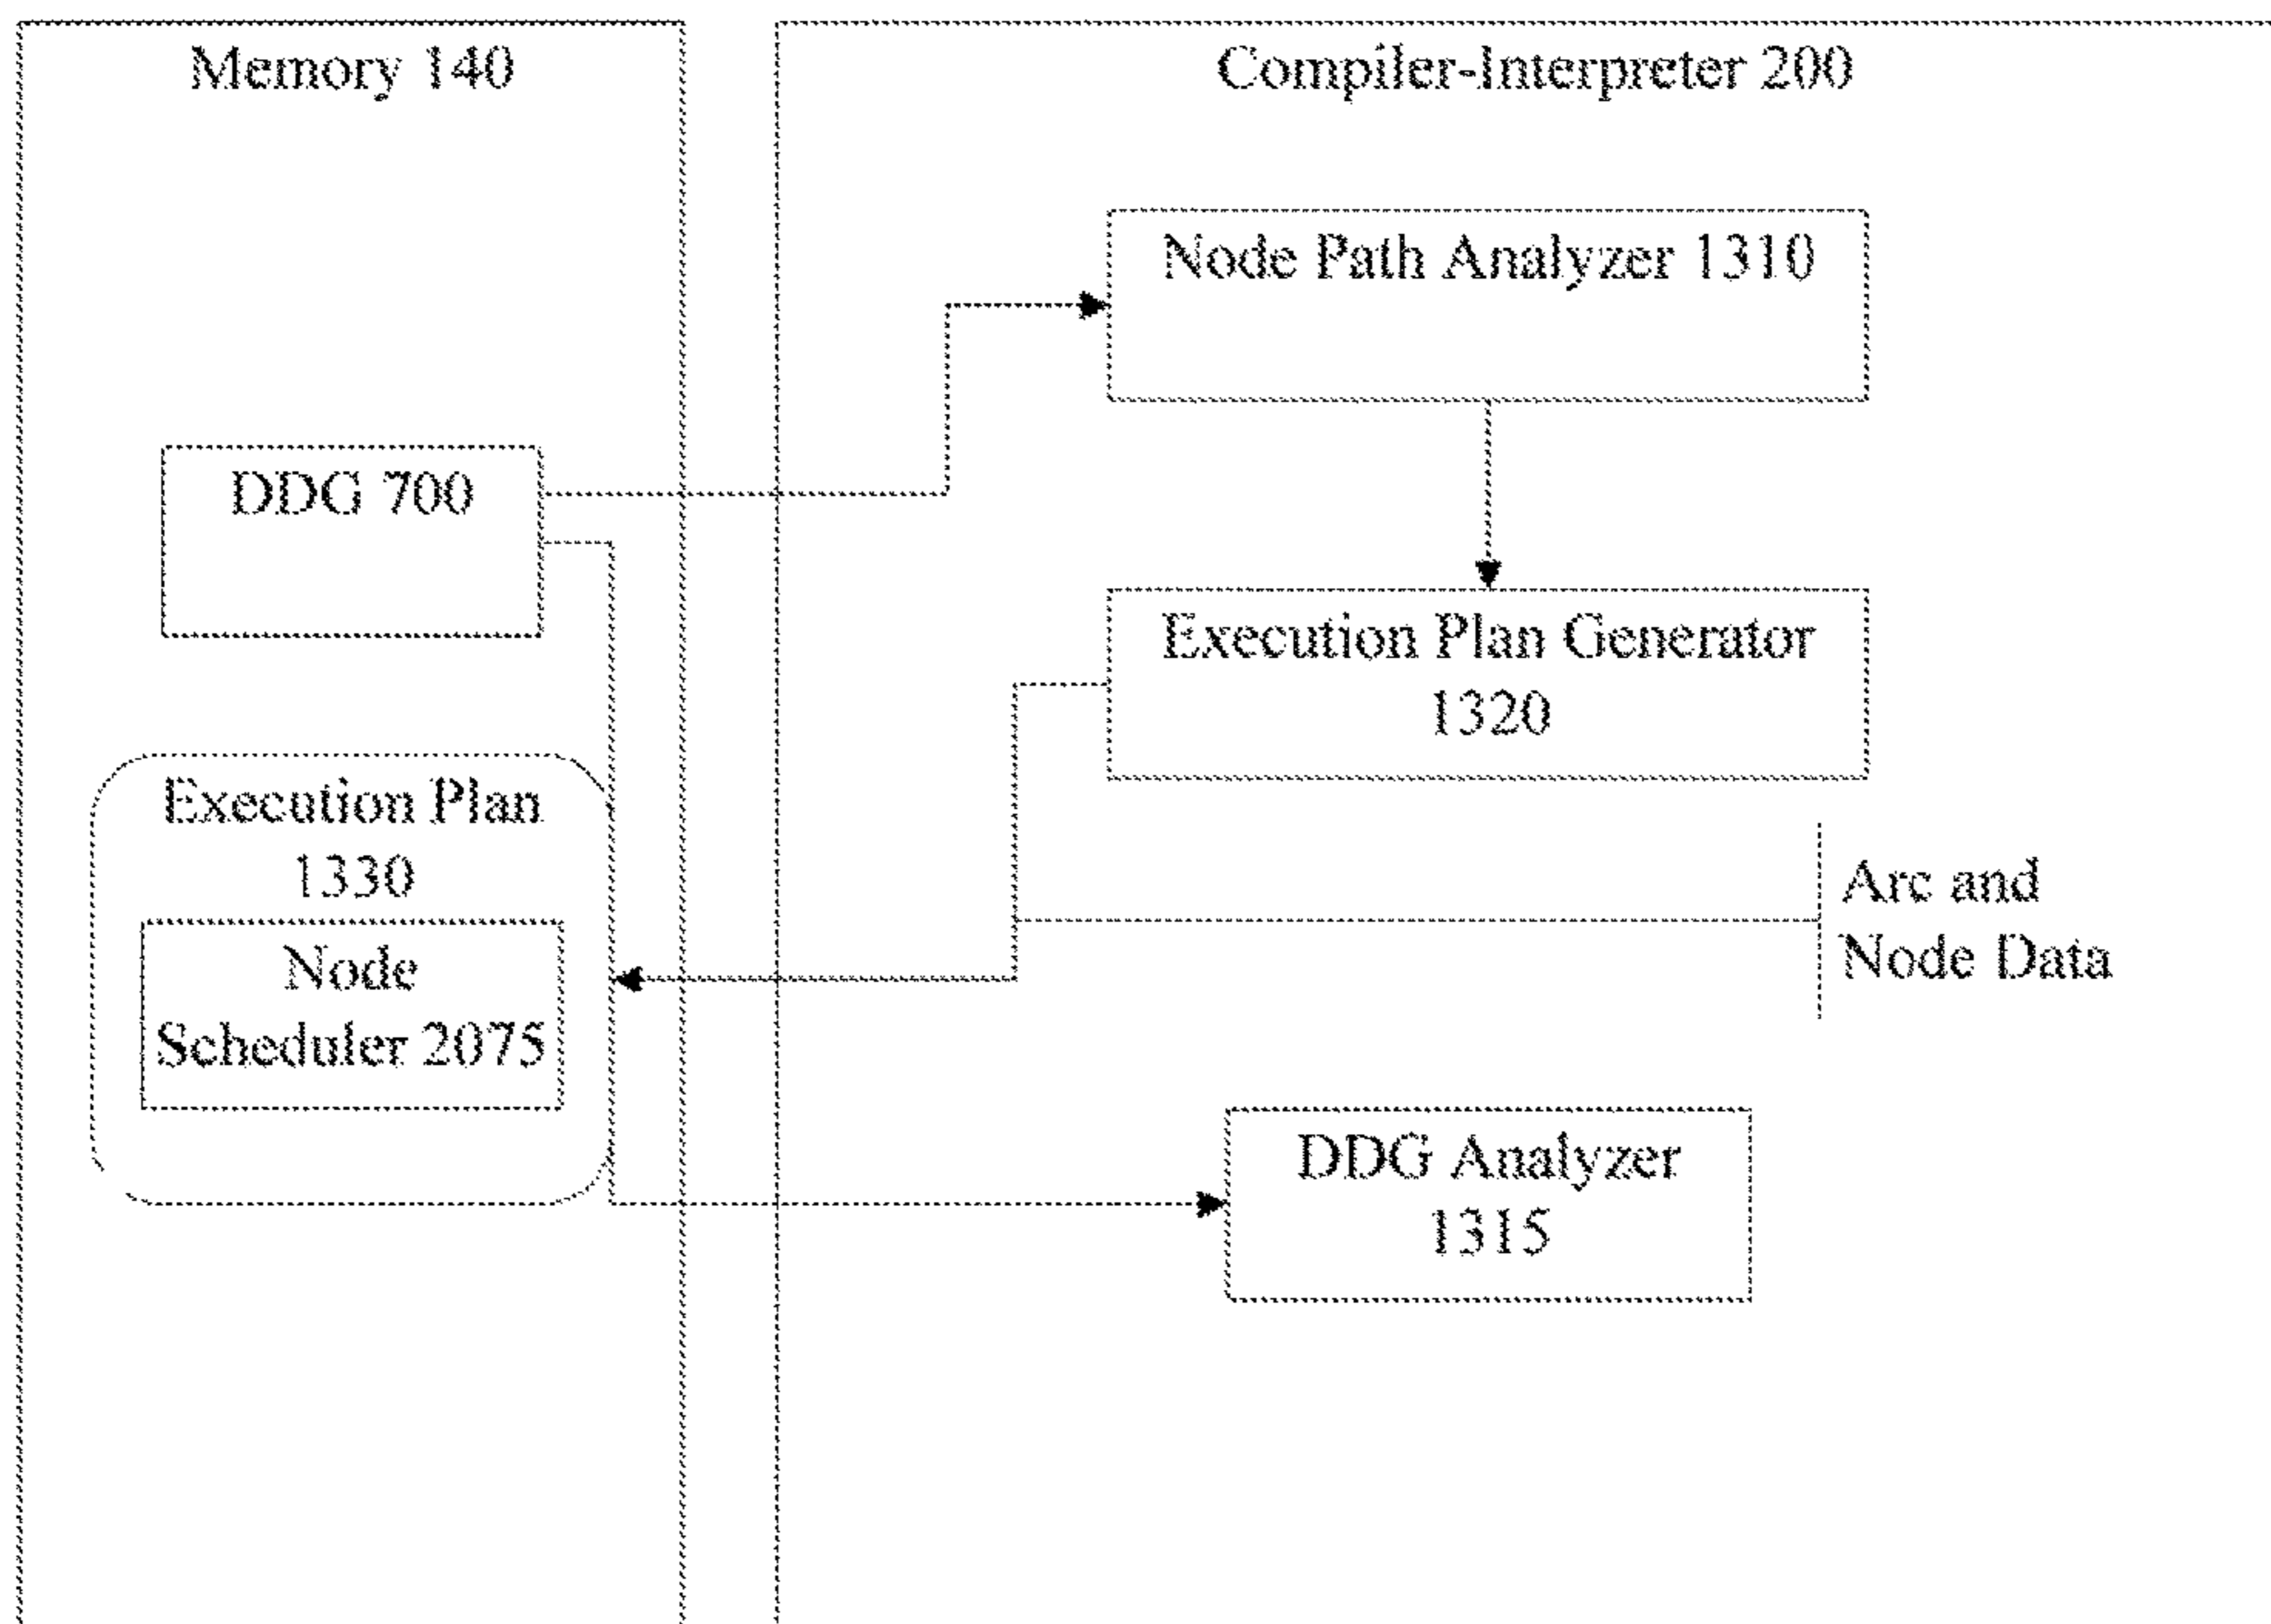 Memory 140
Compiler-Interpreter 200
Node Path Analyzer 1310
DDG 700
Execution Plan Generator
1320
Execution Plan
1330
Node
Scheduler 2075
Arc and
Node Data
DDG Analyzer
1315